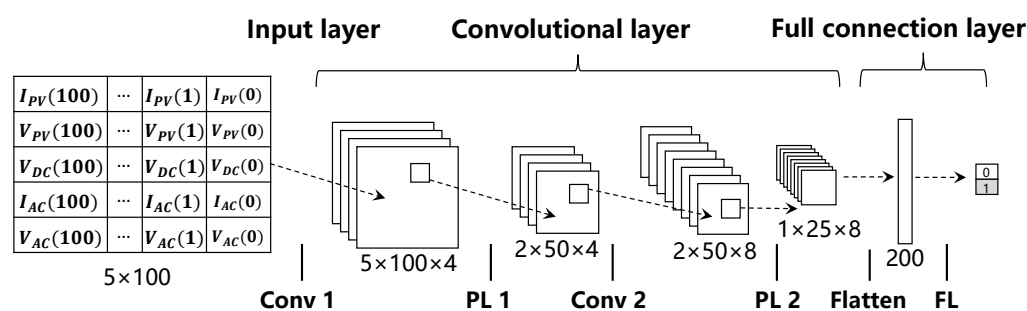 Input layer Convolutional layer Full connection layer
I_PV(100) ... I_PV(1) I_PV(0)
V_PV(100) ... V_PV(1) V_PV(0)
V_DC(100) ... V_DC(1) V_DC(0)
I_AC(100) ... I_AC(1) I_AC(0)
V_AC(100) ... V_AC(1) V_AC(0)
0
1
5×100
5×100×4
2×50×4
2×50×8
1×25×8
200
Conv 1 PL 1 Conv 2 PL 2 Flatten FL